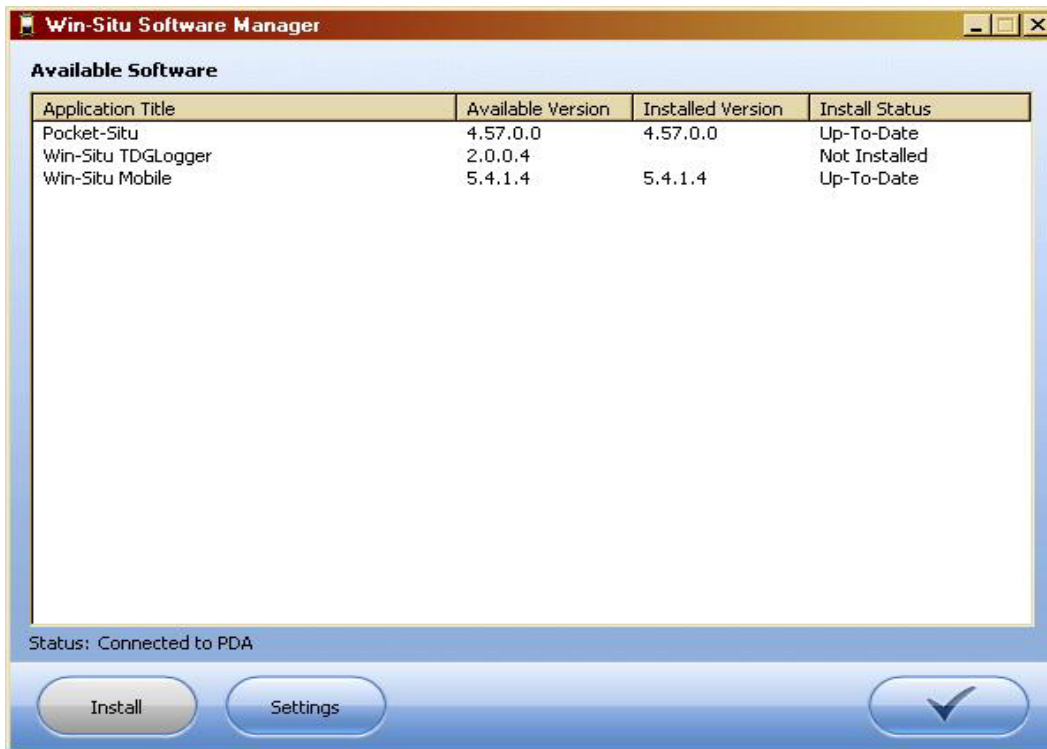 Win-Situ Software Manager
Available Software
Application Title Available Version Installed Version Install Status
Pocket-Situ 4.57.0.0 4.57.0.0 Up-To-Date
Win-Situ TDGLogger 2.0.0.4 Not Installed
Win-Situ Mobile 5.4.1.4 5.4.1.4 Up-To-Date
Status: Connected to PDA
Install Settings